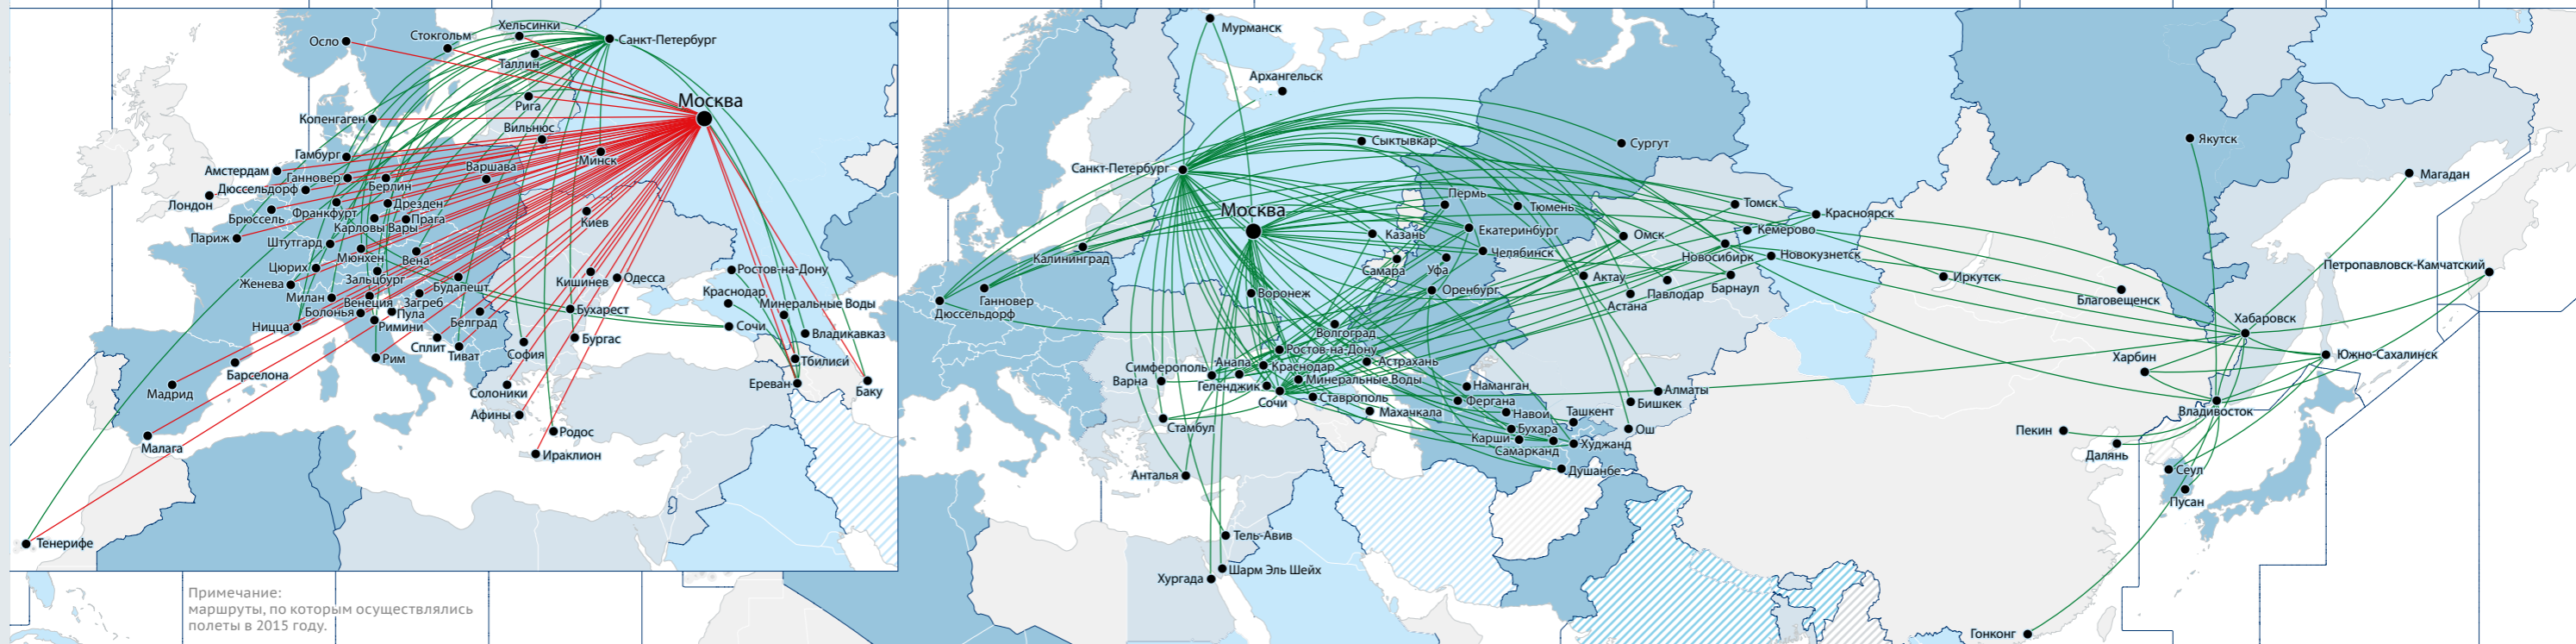 Хельсинки
Осло
Стокгольм
Санкт-Петербург
Таллин
Рига
Москва
Копенгаген
Вильнюс
Гамбург
Минск
Амстердам
Ганновер
Варшава
Берлин
Дюссельдорф
Лондон
Дрезден
Брюссель
Франкфурт
Прага
Киев
Карловы Вары
Париж
Штутгард
Мюнхен
Вена
Цюрих
Ростов-на-Дону
Зальцбург
Кишинев
Одесса
Женева
Будапешт
Краснодар
Милан
Венеция
Загреб
Минеральные Воды
Болонья
Пула
Бухарест
Ницца
Римини
Белград
Сочи
Владикавказ
Сплит
Бургас
Тиват
София
Рим
Тбилиси
Барселона
Ереван
Мадрид
Солоники
Баку
Афины
Родос
Малага
Ираклион
Тенерифе
Примечание:
маршруты, по которым осуществлялись
полеты в 2015 году.
Мурманск
Архангельск
Сыктывкар
Сургут
Якутск
Санкт-Петербург
Магадан
Пермь
Тюмень
Томск
Москва
Красноярск
Казань
Екатеринбург
Омск
Кемерово
Калининград
Челябинск
Новосибирск
Новокузнетск
Самара
Уфа
Петропавловск-Камчатский
Актау
Иркутск
Ганновер
Воронеж
Оренбург
Павлодар
Барнаул
Благовещенск
Дюссельдорф
Астана
Хабаровск
Волгоград
Ростов-на-Дону
Южно-Сахалинск
Харбин
Симферополь
Анапа
Краснодар
Астрахань
Варна
Геленджик
Минеральные Воды
Наманган
Алматы
Сочи
Ставрополь
Фергана
Бишкек
Махачкала
Навои
Ташкент
Владивосток
Стамбул
Бухара
Ош
Пекин
Карши
Худжанд
Самарканд
Далянь
Анталья
Душанбе
Сеул
Пусан
Тель-Авив
Шарм Эль Шейх
Хургада
Гонконг